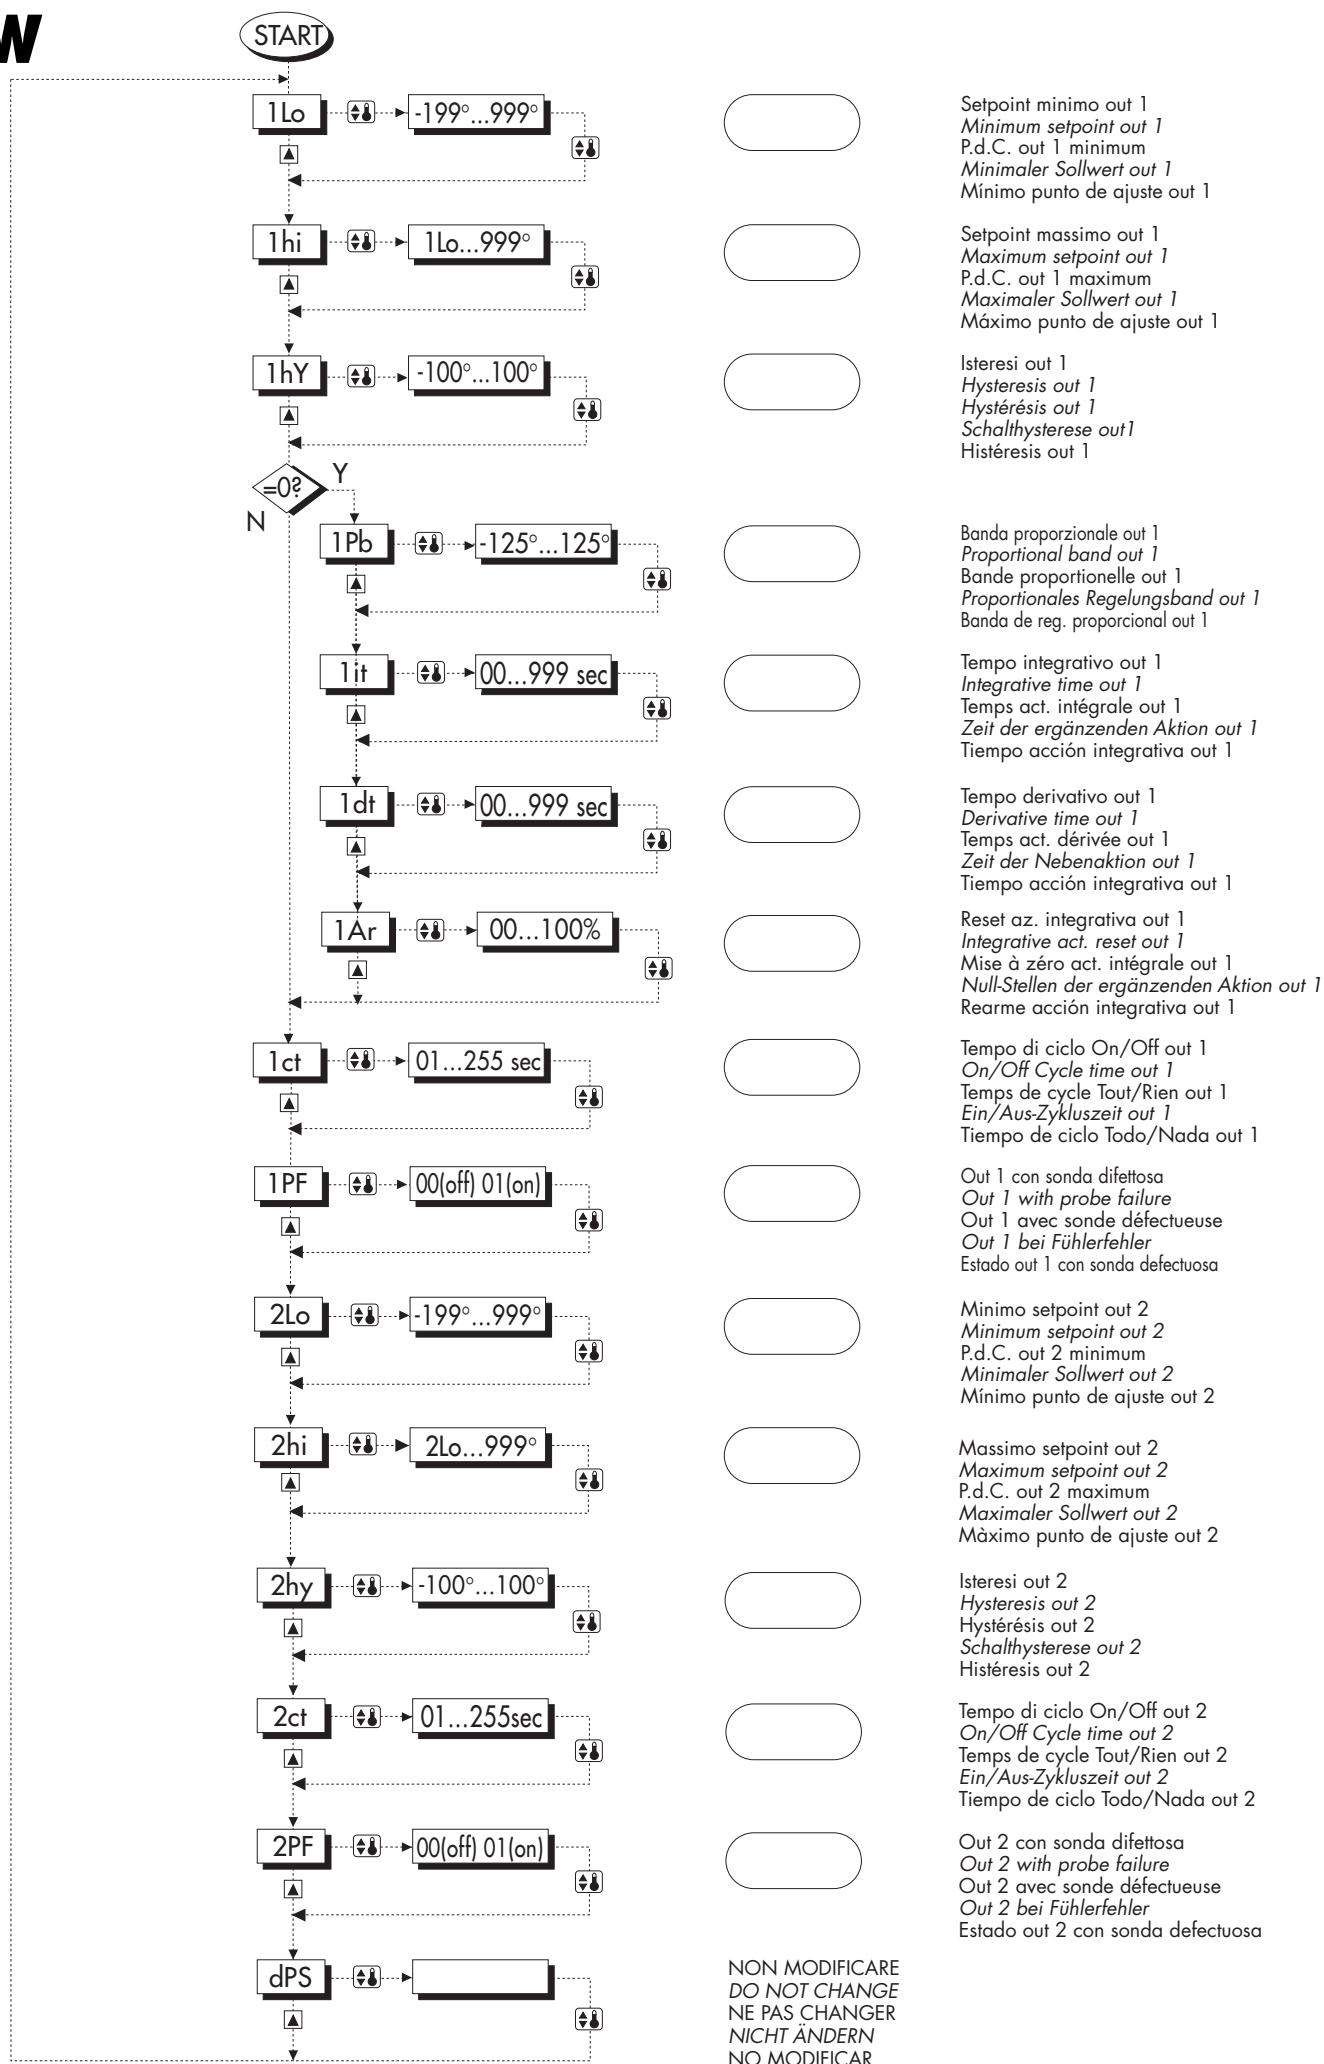 W
START
1Lo
-199°...999°
Setpoint minimo out 1
Minimum setpoint out 1
P.d.C. out 1 minimum
Minimaler Sollwert out 1
Mínimo punto de ajuste out 1
1hi
1Lo...999°
Setpoint massimo out 1
Maximum setpoint out 1
P.d.C. out 1 maximum
Maximaler Sollwert out 1
Máximo punto de ajuste out 1
1hY
-100°...100°
Isteresi out 1
Hysteresis out 1
Hystérésis out 1
Schalthysterese out1
Histéresis out 1
=0?
Y
N
1Pb
-125°...125°
Banda proporzionale out 1
Proportional band out 1
Bande proportionelle out 1
Proportionales Regelungsband out 1
Banda de reg. proporcional out 1
1it
00...999 sec
Tempo integrativo out 1
Integrative time out 1
Temps act. intégrale out 1
Zeit der ergänzenden Aktion out 1
Tiempo acción integrativa out 1
1dt
00...999 sec
Tempo derivativo out 1
Derivative time out 1
Temps act. dérivée out 1
Zeit der Nebenaktion out 1
Tiempo acción integrativa out 1
1Ar
00...100%
Reset az. integrativa out 1
Integrative act. reset out 1
Mise à zéro act. intégrale out 1
Null-Stellen der ergänzenden Aktion out 1
Rearme acción integrativa out 1
1ct
01...255 sec
Tempo di ciclo On/Off out 1
On/Off Cycle time out 1
Temps de cycle Tout/Rien out 1
Ein/Aus-Zykluszeit out 1
Tiempo de ciclo Todo/Nada out 1
1PF
00(off) 01(on)
Out 1 con sonda difettosa
Out 1 with probe failure
Out 1 avec sonde défectueuse
Out 1 bei Fühlerfehler
Estado out 1 con sonda defectuosa
2Lo
-199°...999°
Minimo setpoint out 2
Minimum setpoint out 2
P.d.C. out 2 minimum
Minimaler Sollwert out 2
Mínimo punto de ajuste out 2
2hi
2Lo...999°
Massimo setpoint out 2
Maximum setpoint out 2
P.d.C. out 2 maximum
Maximaler Sollwert out 2
Màximo punto de ajuste out 2
2hy
-100°...100°
Isteresi out 2
Hysteresis out 2
Hystérésis out 2
Schalthysterese out 2
Histéresis out 2
2ct
01...255sec
Tempo di ciclo On/Off out 2
On/Off Cycle time out 2
Temps de cycle Tout/Rien out 2
Ein/Aus-Zykluszeit out 2
Tiempo de ciclo Todo/Nada out 2
2PF
00(off) 01(on)
Out 2 con sonda difettosa
Out 2 with probe failure
Out 2 avec sonde défectueuse
Out 2 bei Fühlerfehler
Estado out 2 con sonda defectuosa
dPS
NON MODIFICARE
DO NOT CHANGE
NE PAS CHANGER
NICHT ÄNDERN
NO MODIFICAR